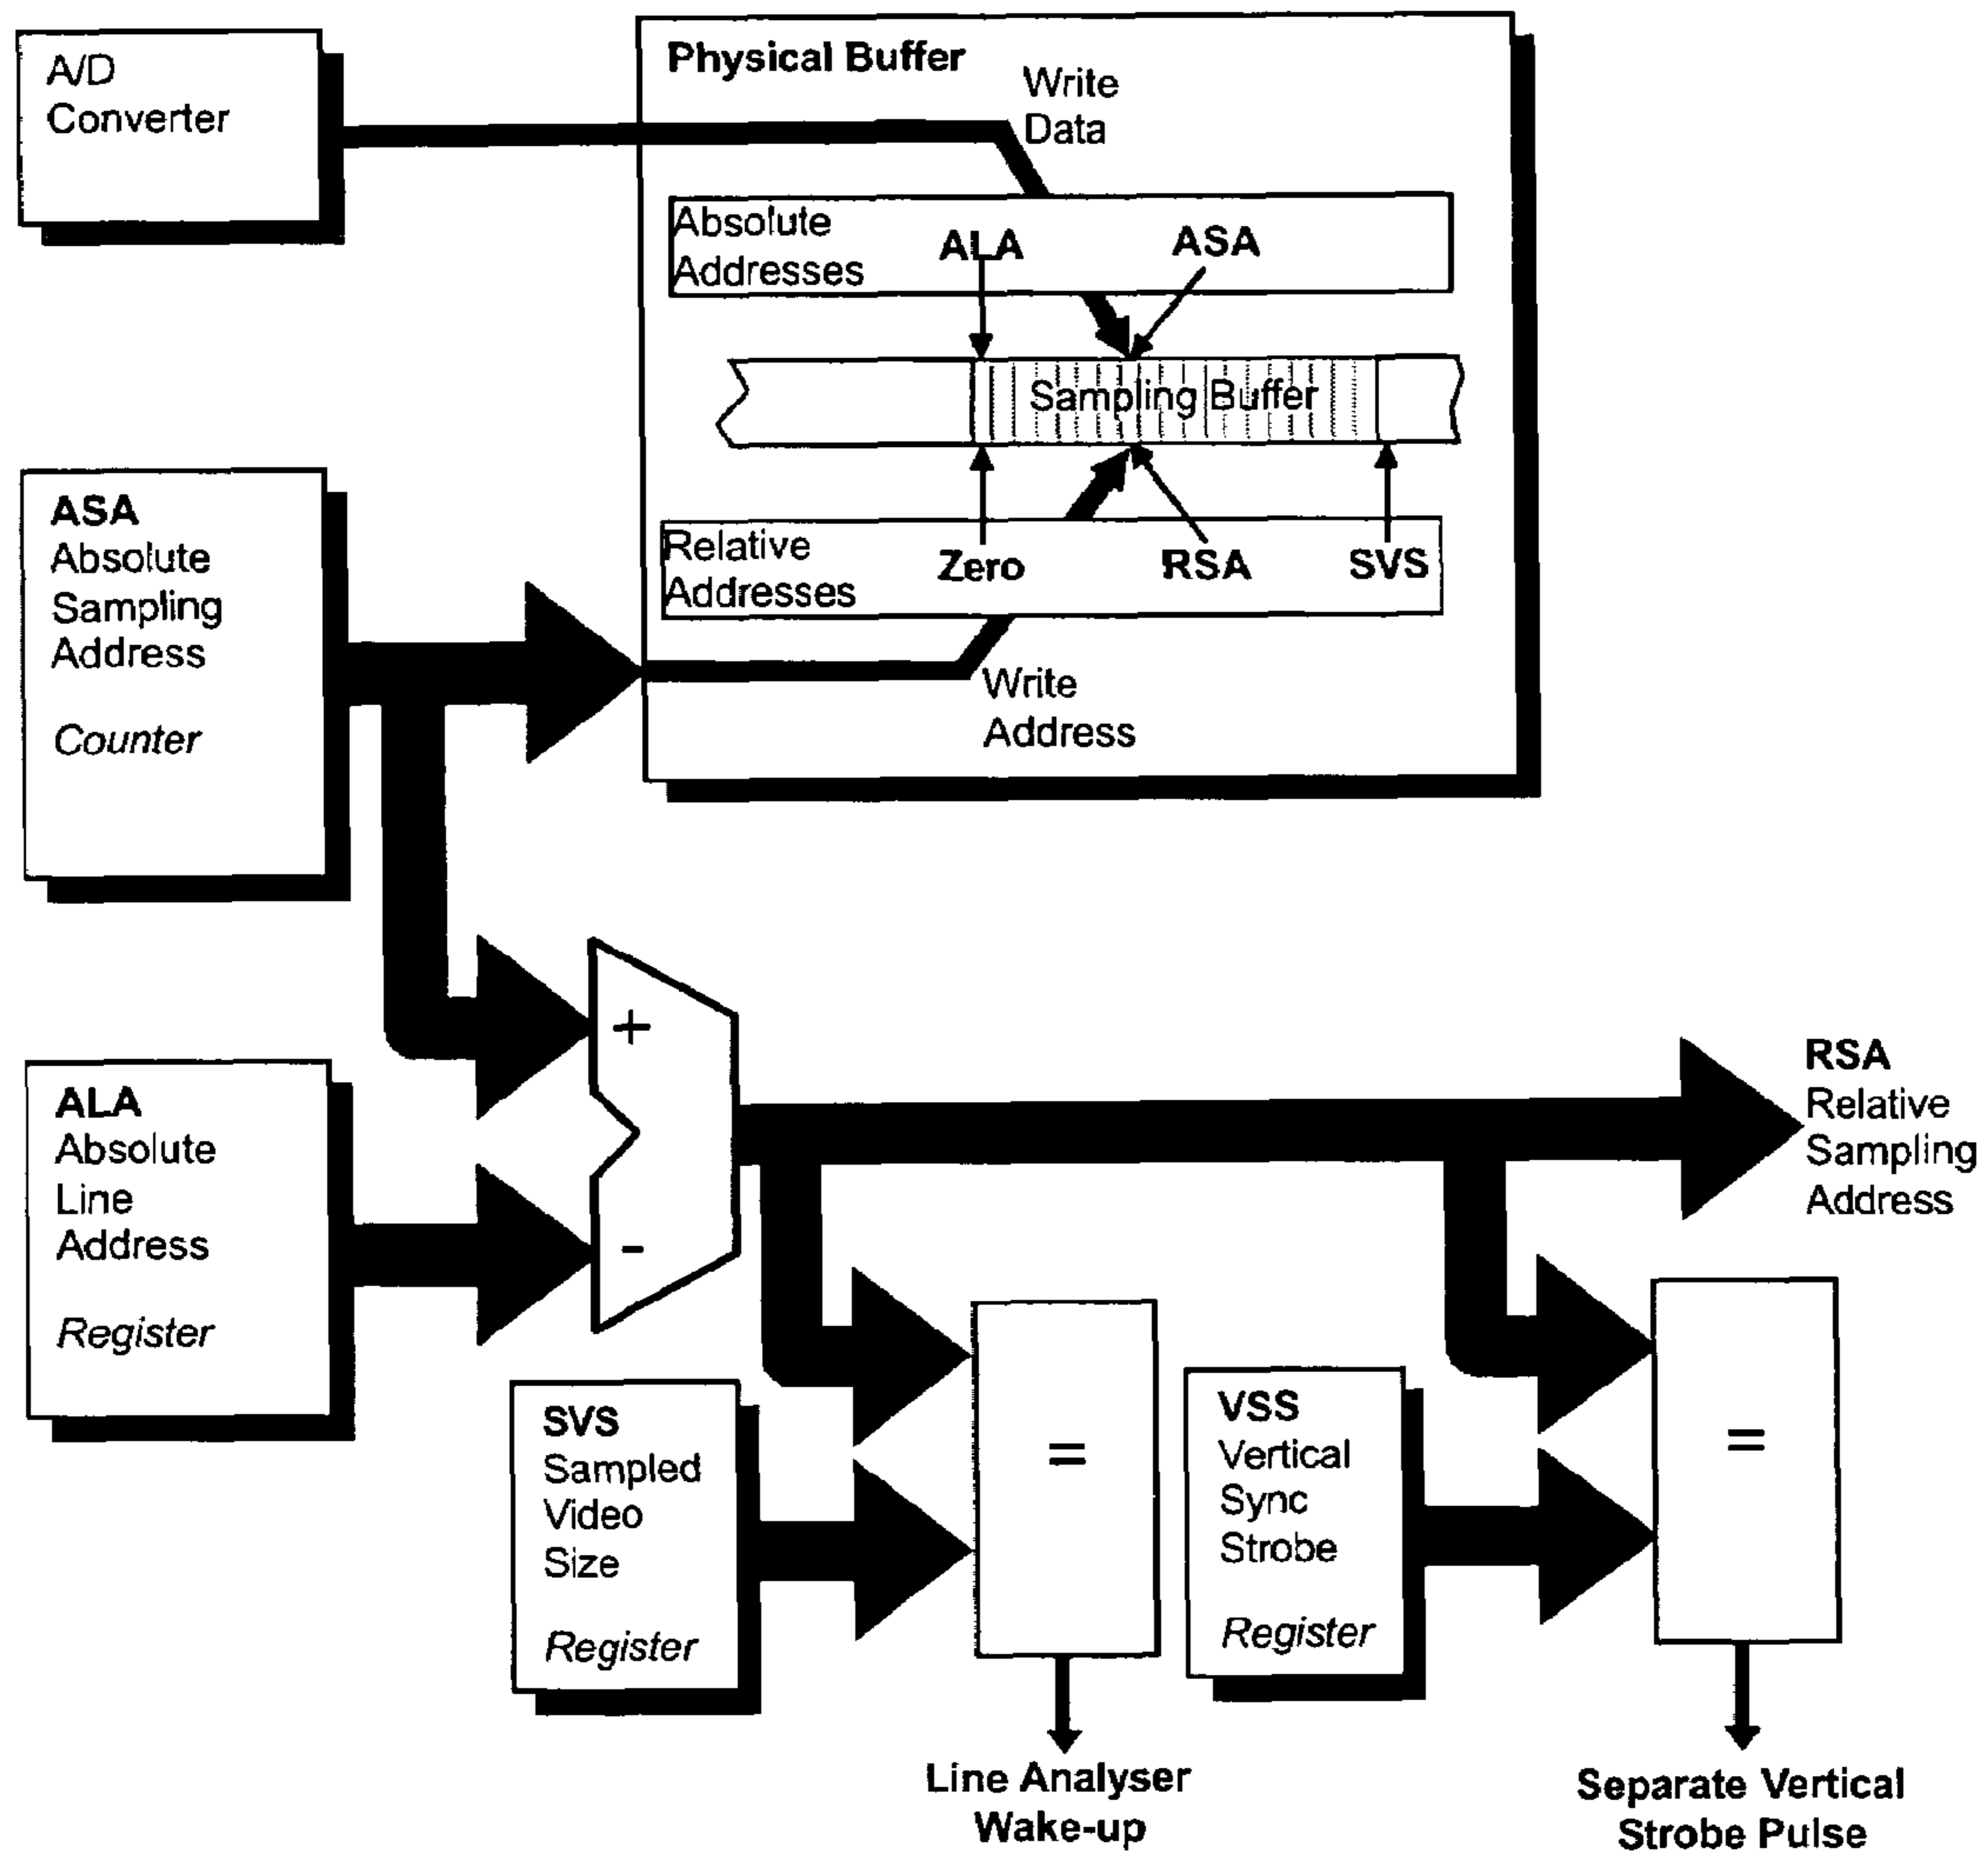 A/D
Converter
Physical Buffer
Write
Data
Absolute
Addresses
ALA
ASA
Sampling Buffer
Relative
Addresses
Zero
RSA
SVS
Write
Address
ASA
Absolute
Sampling
Address
Counter
+
-
ALA
Absolute
Line
Address
Register
RSA
Relative
Sampling
Address
SVS
Sampled
Video
Size
Register
=
VSS
Vertical
Sync
Strobe
Register
=
Line Analyser
Wake-up
Separate Vertical
Strobe Pulse